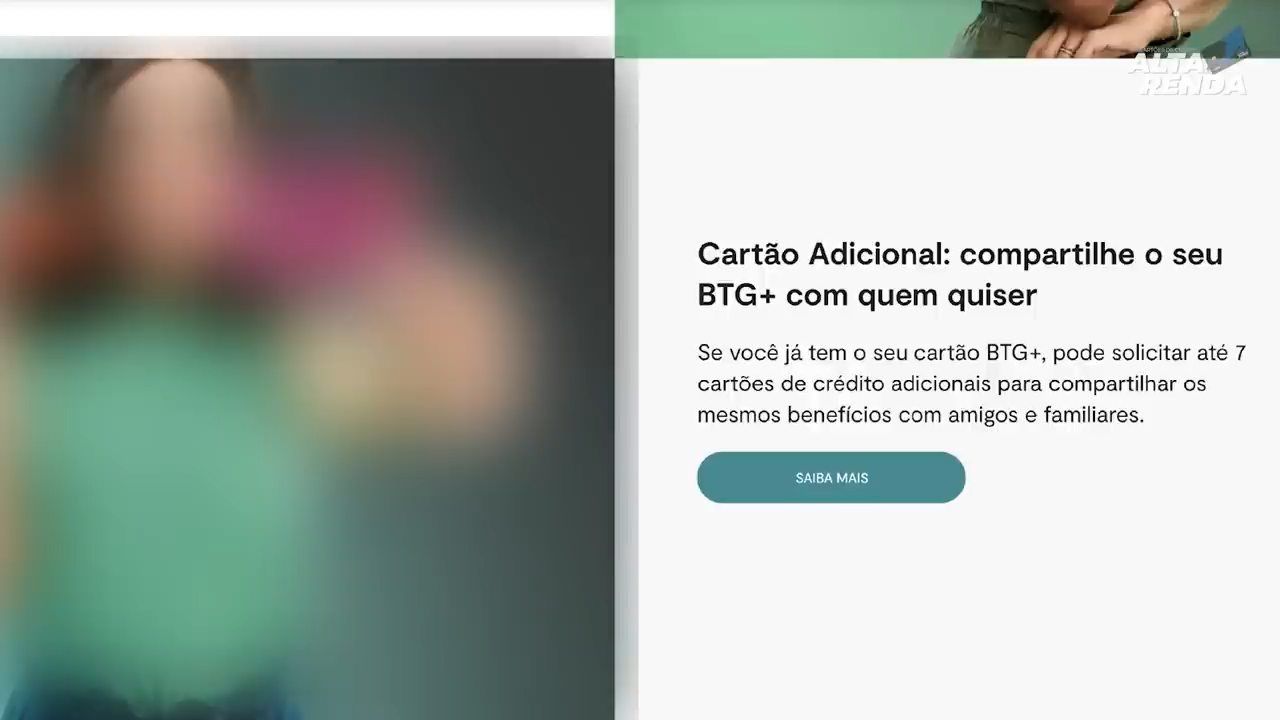 ALTA
RENDA
Cartão Adicional: compartilhe o seu
BTG+ com quem quiser
Se você já tem o seu cartão BTG+, pode solicitar até 7
cartões de crédito adicionais para compartilhar os
mesmos benefícios com amigos e familiares.
SAIBA MAIS